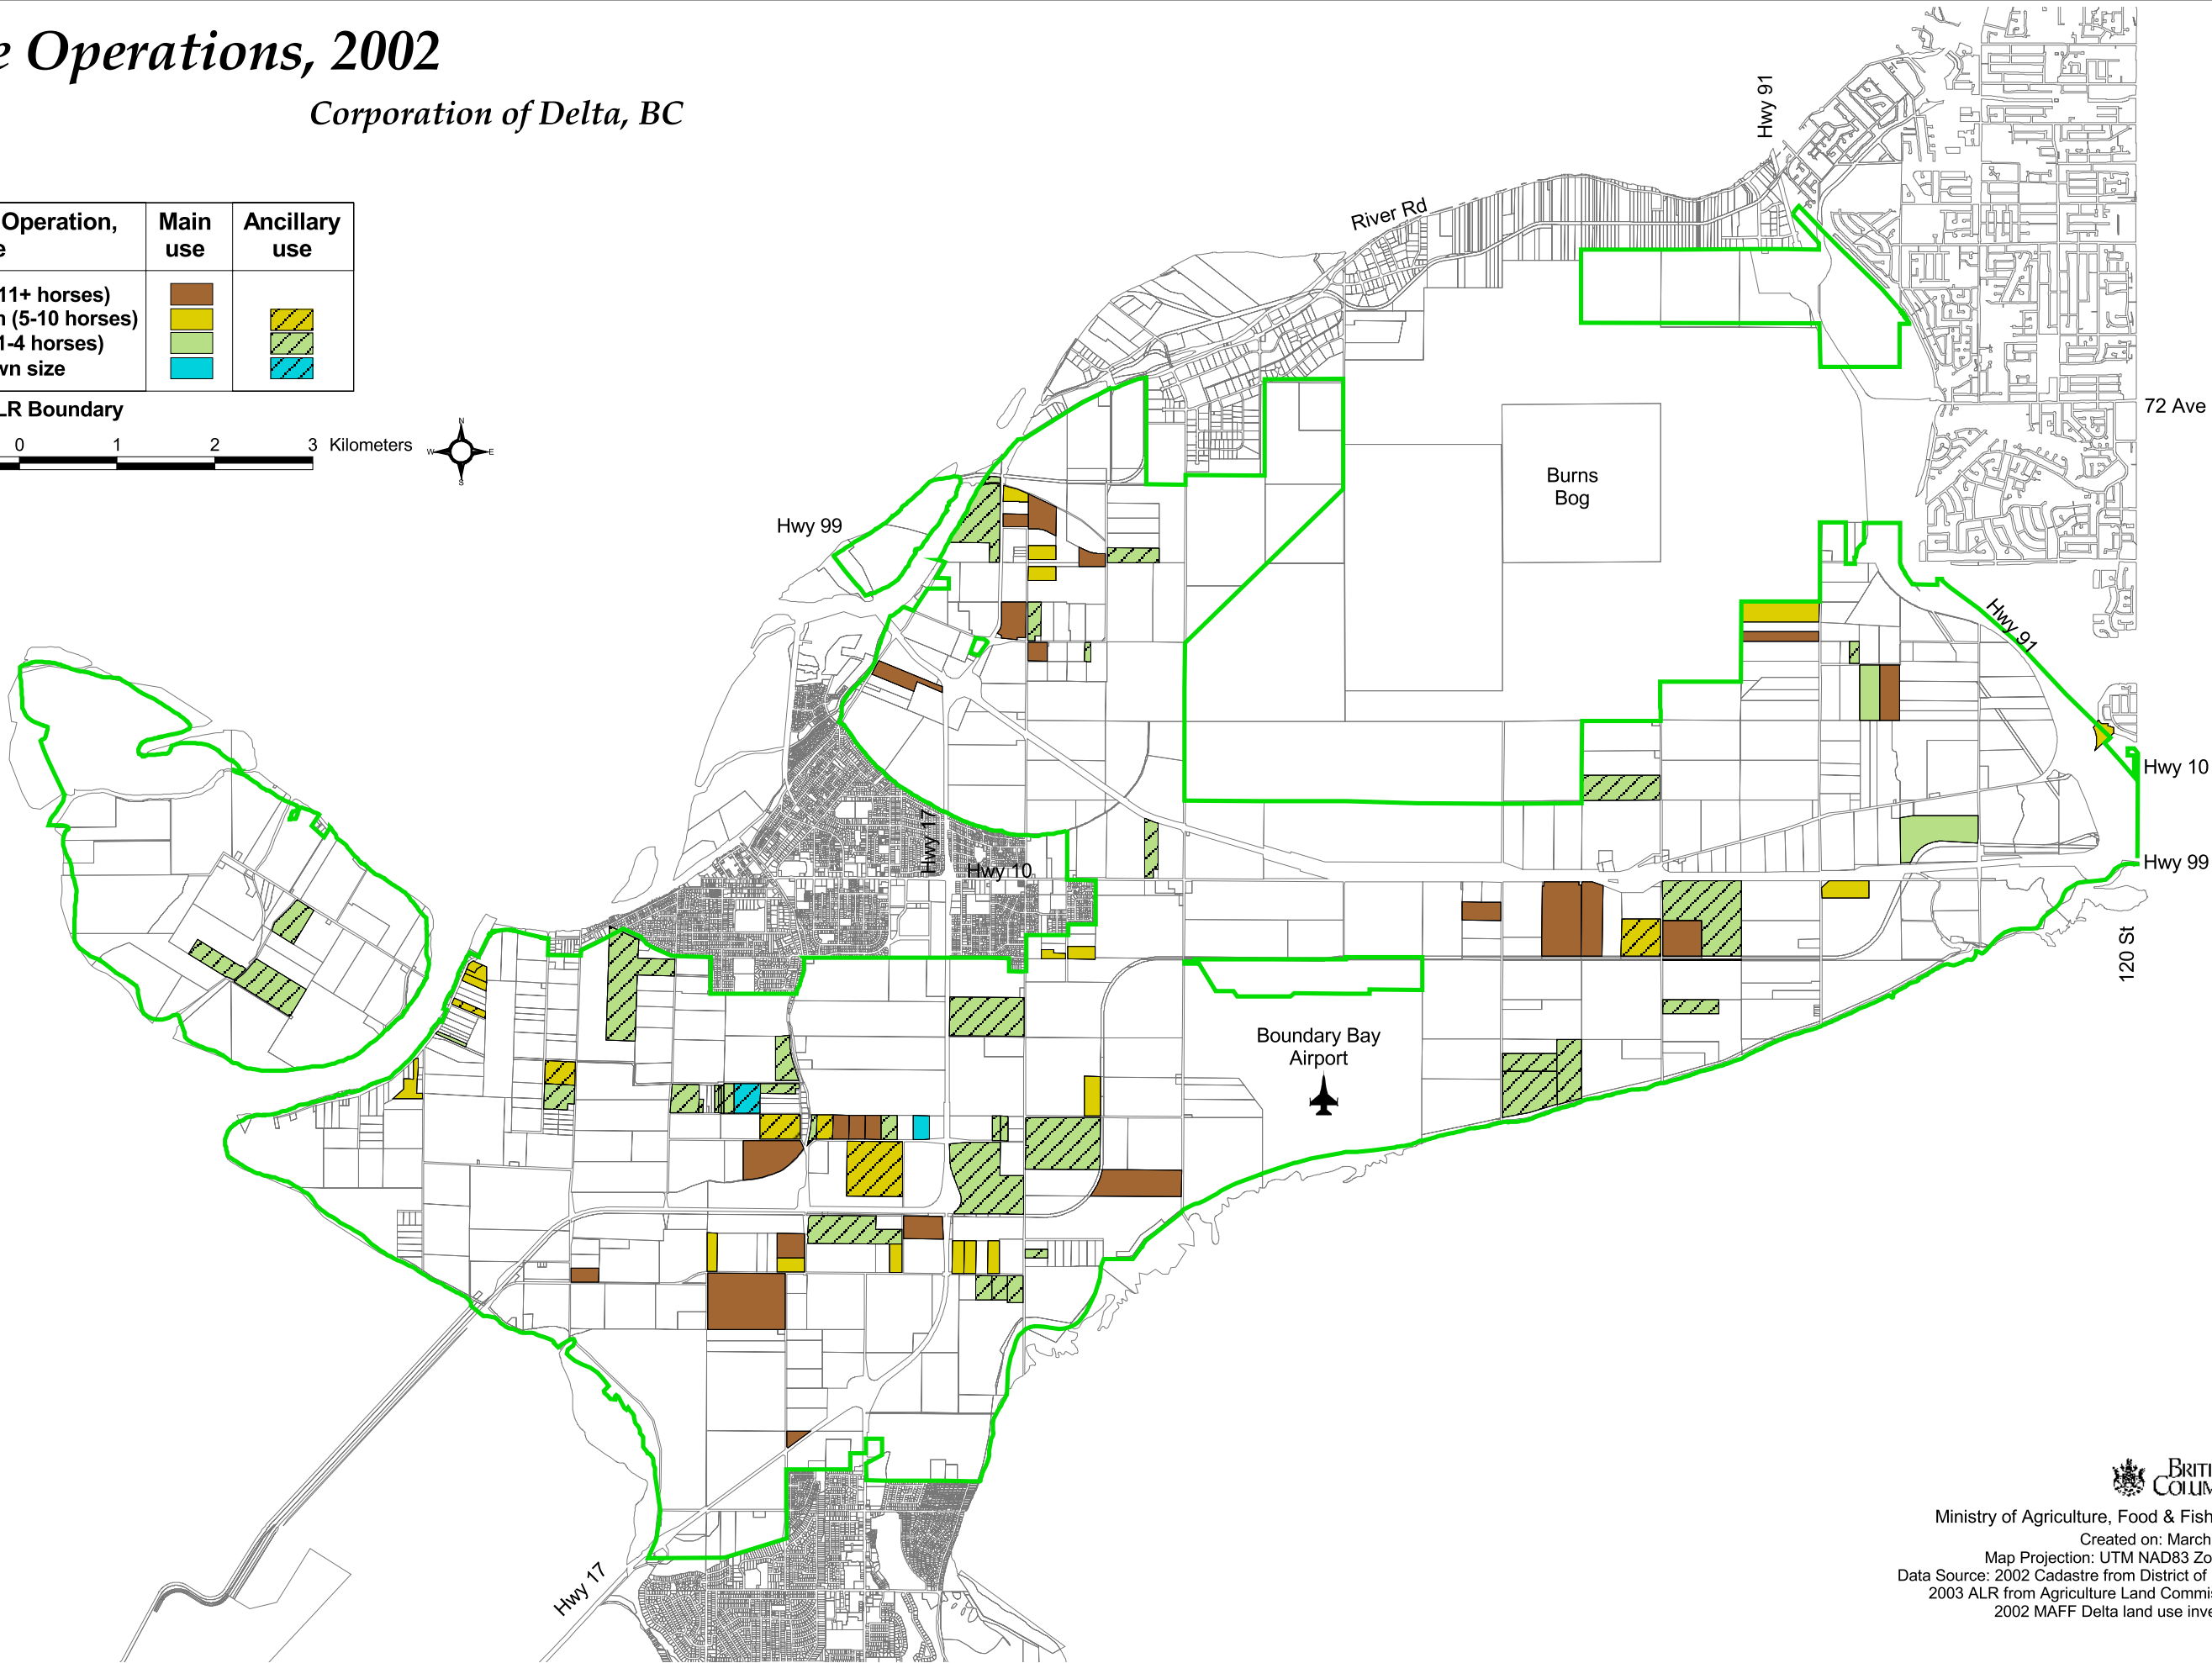 e Operations, 2002
Corporation of Delta, BC
Operation,
e
Main
use
Ancillary
use
11+ horses)
n (5-10 horses)
1-4 horses)
wn size
LR Boundary
0 1 2 3 Kilometers
N
W E
S
Hwy 91
River Rd
72 Ave
Burns
Bog
Hwy 99
Hwy 91
Hwy 10
Hwy 17
Hwy 10
Hwy 99
120 St
Boundary Bay
Airport
Hwy 17
BRITI
COLUM
Ministry of Agriculture, Food & Fish
Created on: March
Map Projection: UTM NAD83 Zo
Data Source: 2002 Cadastre from District of
2003 ALR from Agriculture Land Commis
2002 MAFF Delta land use inve